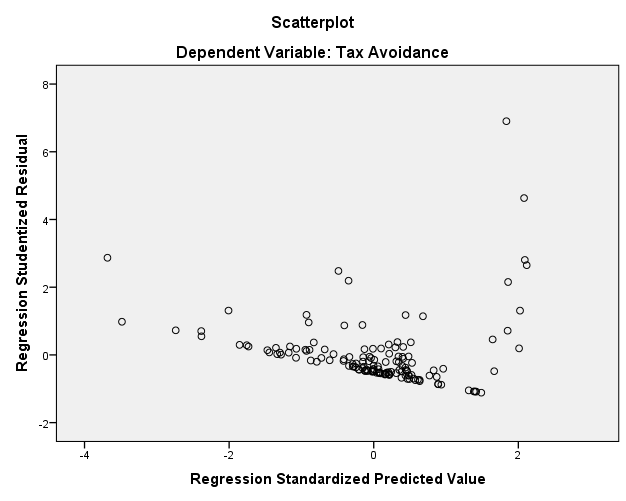 Scatterplot
Dependent Variable: Tax Avoidance
Regression Studentized Residual
8
6
4
2
0
-2
-4
-2
0
2
Regression Standardized Predicted Value